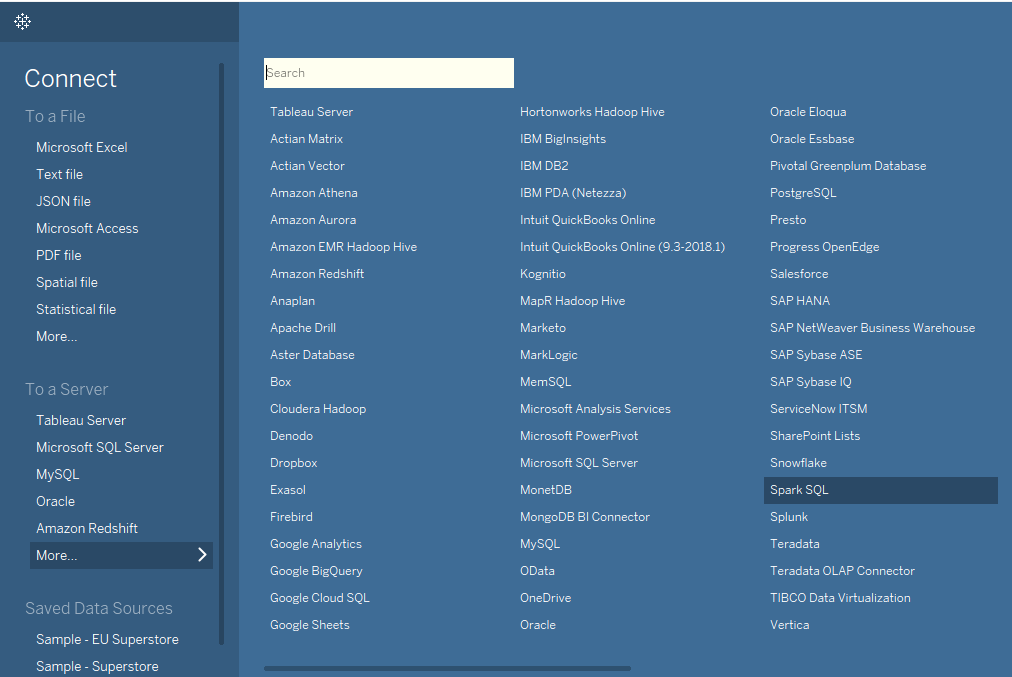 Connect
To a File
Microsoft Excel
Text file
JSON file
Microsoft Access
PDF file
Spatial file
Statistical file
More...
To a Server
Tableau Server
Microsoft SQL Server
MySQL
Oracle
Amazon Redshift
More...
Saved Data Sources
Sample - EU Superstore
Sample - Superstore
Search
Tableau Server
Actian Matrix
Actian Vector
Amazon Athena
Amazon Aurora
Amazon EMR Hadoop Hive
Amazon Redshift
Anaplan
Apache Drill
Aster Database
Box
Cloudera Hadoop
Denodo
Dropbox
Exasol
Firebird
Google Analytics
Google BigQuery
Google Cloud SQL
Google Sheets
Hortonworks Hadoop Hive
IBM BigInsights
IBM DB2
IBM PDA (Netezza)
Intuit QuickBooks Online
Intuit QuickBooks Online (9.3-2018.1)
Kognitio
MapR Hadoop Hive
Marketo
MarkLogic
MemSQL
Microsoft Analysis Services
Microsoft PowerPivot
Microsoft SQL Server
MonetDB
MongoDB BI Connector
MySQL
OData
OneDrive
Oracle
Oracle Eloqua
Oracle Essbase
Pivotal Greenplum Database
PostgreSQL
Presto
Progress OpenEdge
Salesforce
SAP HANA
SAP NetWeaver Business Warehouse
SAP Sybase ASE
SAP Sybase IQ
ServiceNow ITSM
SharePoint Lists
Snowflake
Spark SQL
Splunk
Teradata
Teradata OLAP Connector
TIBCO Data Virtualization
Vertica